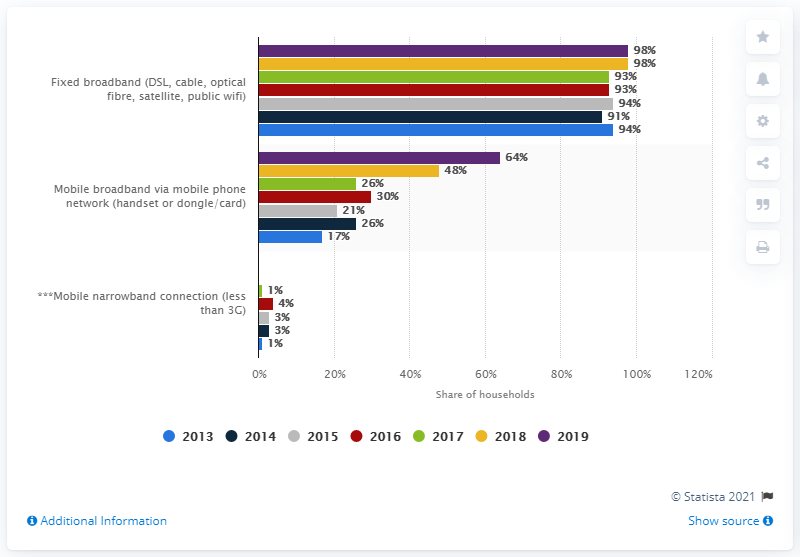 Fixed broadband (DSL, cable, optical
fibre, satellite, public wifi)
98%
98%
93%
93%
94%
91%
94%
Mobile broadband via mobile phone
network (handset or dongle/card)
64%
48%
26%
30%
21%
26%
17%
***Mobile narrowband connection (less
than 3G)
1%
4%
3%
3%
1%
0% 20% 40% 60% 80% 100% 120%
Share of households
2013 2014 2015 2016 2017 2018 2019
© Statista 2021
Additional Information
Show source